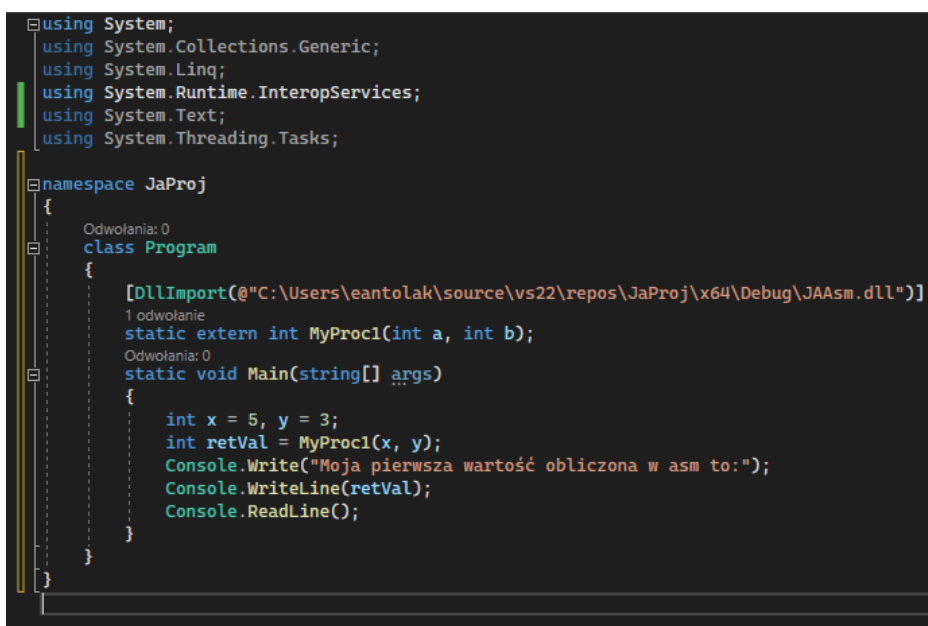 using System;
using System.Collections.Generic;
using System.Linq;
using System.Runtime.InteropServices;
using System.Text;
using System.Threading.Tasks;
namespace JaProj
{
Odwołania: 0
class Program
{
[DllImport(@"C:\Users\eantolak\source\vs22\repos\JaProj\x64\Debug\JAAsm.dll")]
1 odwołanie
static extern int MyProc1(int a, int b);
Odwołania: 0
static void Main(string[] args)
{
int x = 5, y = 3;
int retVal = MyProc1(x, y);
Console.Write("Moja pierwsza wartość obliczona w asm to:");
Console.WriteLine(retVal);
Console.ReadLine();
}
}
}